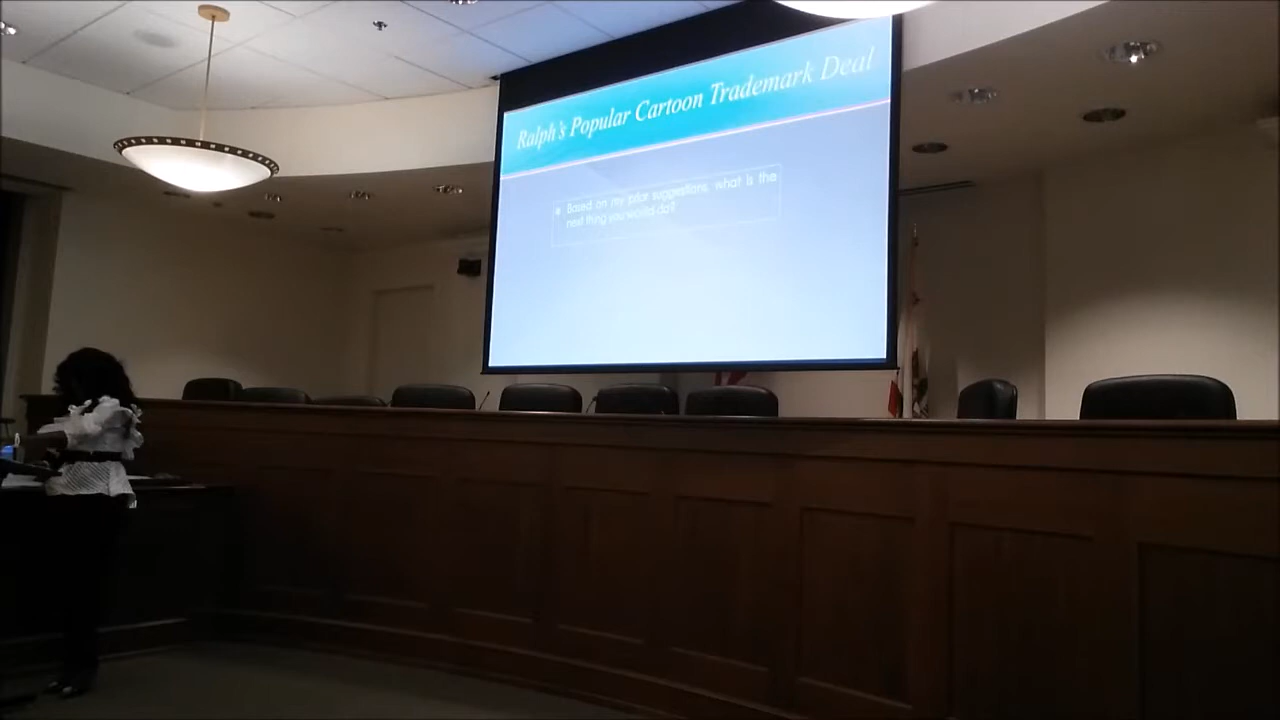 Ralph's Popular Cartoon Trademark Deal
Based on my prior suggestions, what is the
next thing you would do?